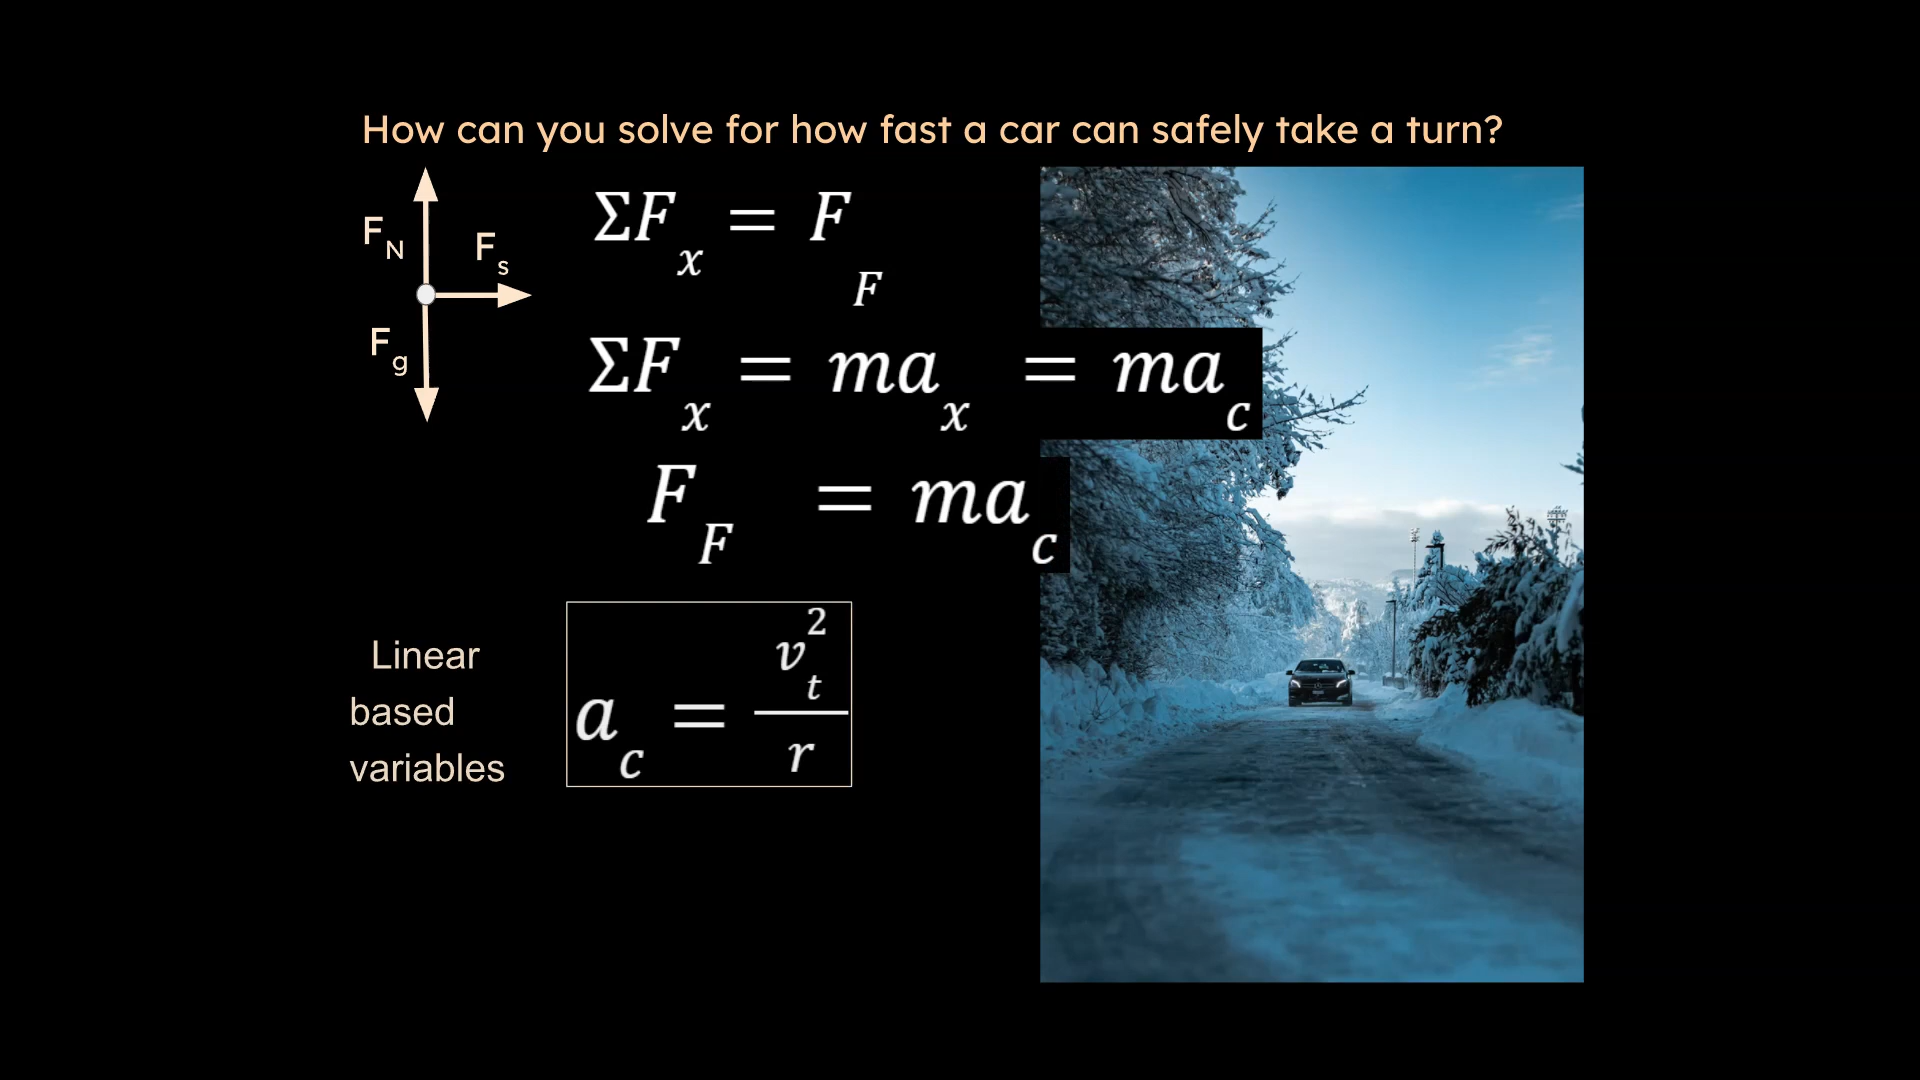 How can you solve for how fast a car can safely take a turn?
F_N
F_s
F_g
ΣF_x = F_F
ΣF_x = ma_x = ma_c
F_F = ma_c
Linear
based
variables
a_c = v_t^2 / r